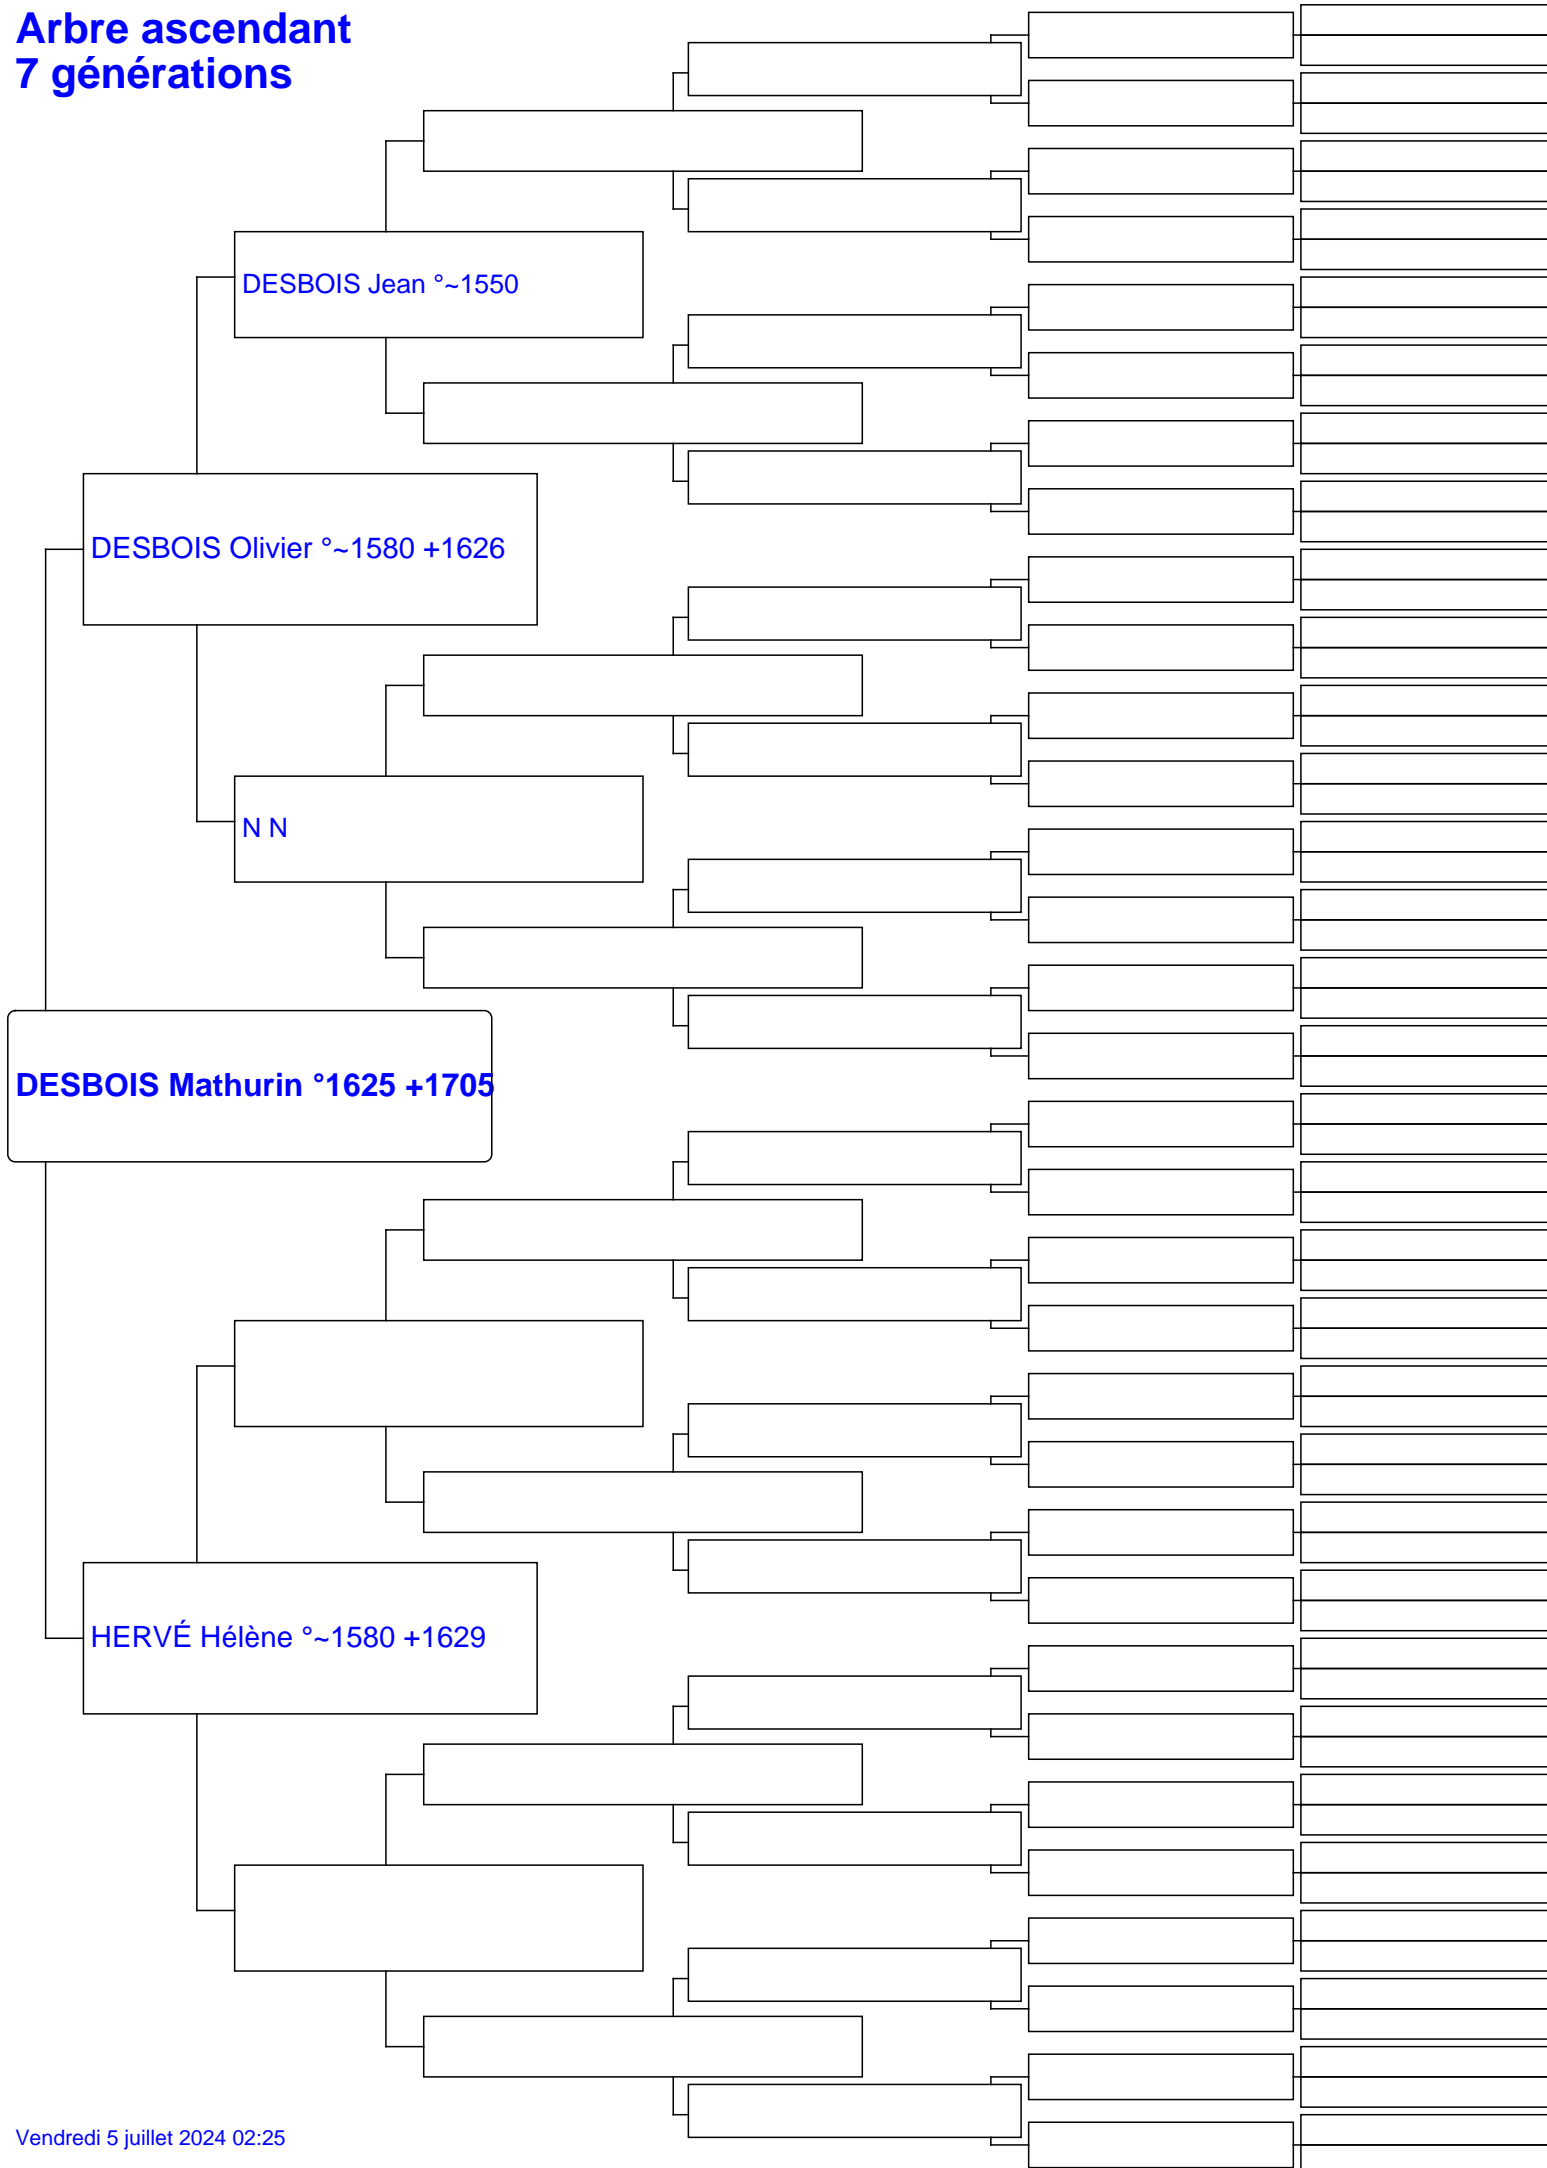 Arbre ascendant
7 générations
DESBOIS Jean °~1550
DESBOIS Olivier °~1580 +1626
N N
DESBOIS Mathurin °1625 +1705
HERVÉ Hélène °~1580 +1629
Vendredi 5 juillet 2024 02:25